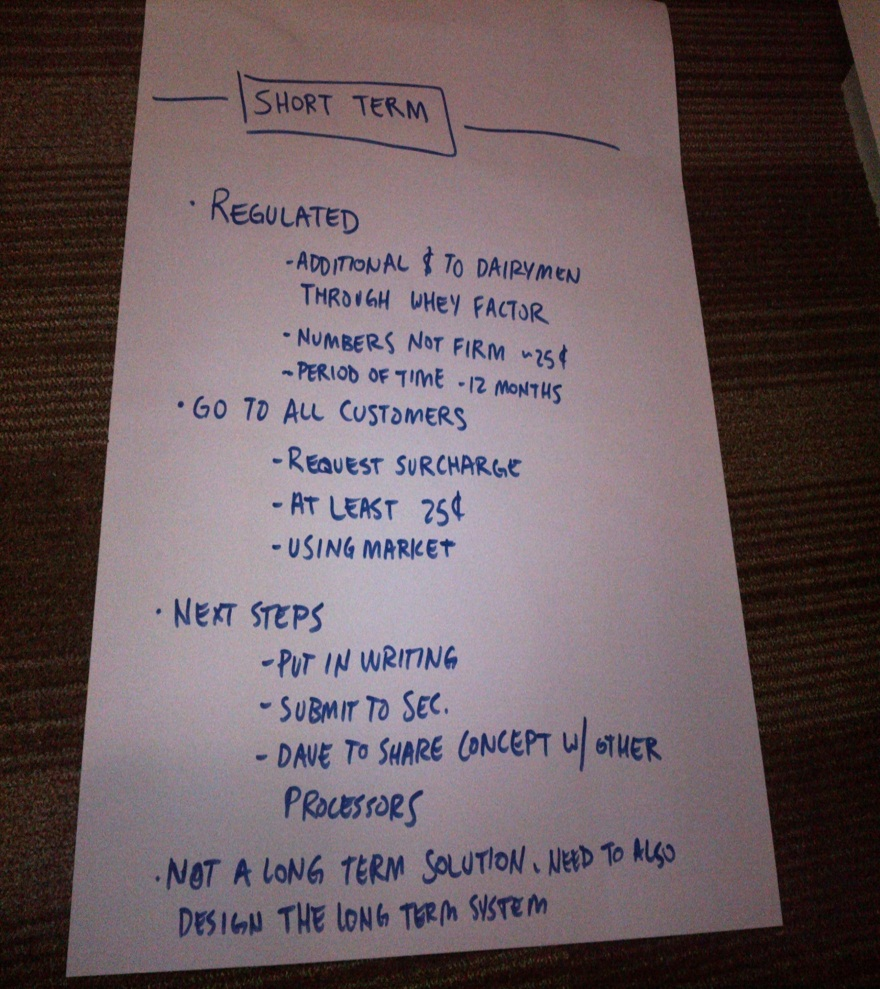 SHORT TERM
· REGULATED
- ADDITIONAL $ TO DAIRYMEN
THROUGH WHEY FACTOR
- NUMBERS NOT FIRM ~25¢
- PERIOD OF TIME - 12 MONTHS
· GO TO ALL CUSTOMERS
- REQUEST SURCHARGE
- AT LEAST 25¢
- USING MARKET
· NEXT STEPS
- PUT IN WRITING
- SUBMIT TO SEC.
- DAVE TO SHARE CONCEPT W/ OTHER
PROCESSORS
· NOT A LONG TERM SOLUTION. NEED TO ALSO
DESIGN THE LONG TERM SYSTEM